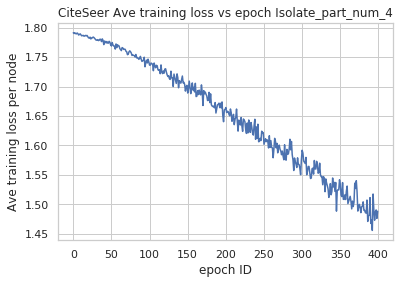 CiteSeer Ave training loss vs epoch Isolate_part_num_4
Ave training loss per node
1.80
1.75
1.70
1.65
1.60
1.55
1.50
1.45
0 50 100 150 200 250 300 350 400
epoch ID